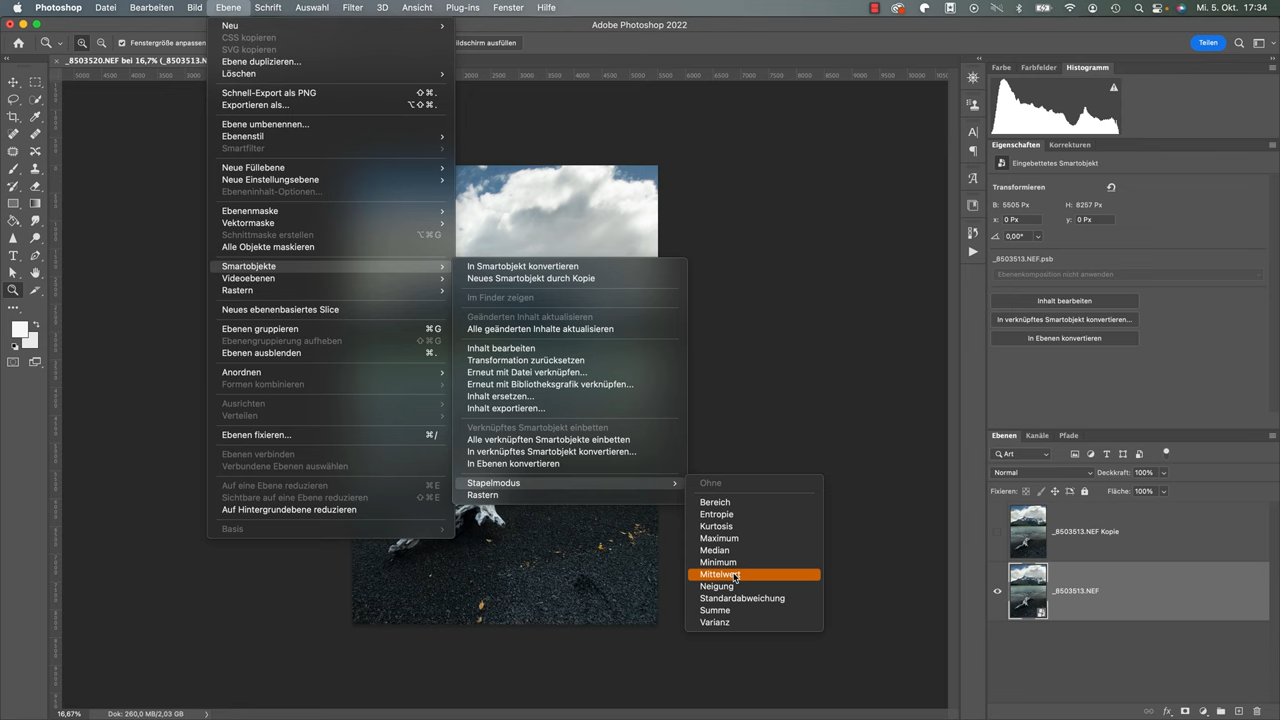 Photoshop Datei Bearbeiten Bild Ebene Schrift Auswahl Filter 3D Ansicht Plug-ins Fenster Hilfe Mi. 5. Okt. 17:34
Adobe Photoshop 2022
Fenstergröße anpassen
ildschirm ausfüllen
Teilen
_8503520.NEF bei 16,7% (_8503513.N
Neu
CSS kopieren
SVG kopieren
Ebene duplizieren...
Löschen
Schnell-Export als PNG ⇧⌘.
Exportieren als... ⌥⇧⌘.
Ebene umbenennen...
Ebenenstil
Smartfilter
Neue Füllebene
Neue Einstellungsebene
Ebeneninhalt-Optionen...
Ebenenmaske
Vektormaske
Schnittmaske erstellen ⌥⌘G
Alle Objekte maskieren
Smartobjekte
Videoebenen
Rastern
Neues ebenenbasiertes Slice
Ebenen gruppieren ⌘G
Ebenengruppierung aufheben ⇧⌘G
Ebenen ausblenden ⌘.
Anordnen
Formen kombinieren
Ausrichten
Verteilen
Ebenen fixieren... ⌘/
Ebenen verbinden
Verbundene Ebenen auswählen
Auf eine Ebene reduzieren ⌘E
Sichtbare auf eine Ebene reduzieren ⇧⌘E
Auf Hintergrundebene reduzieren
Basis
In Smartobjekt konvertieren
Neues Smartobjekt durch Kopie
Im Finder zeigen
Geänderten Inhalt aktualisieren
Alle geänderten Inhalte aktualisieren
Inhalt bearbeiten
Transformation zurücksetzen
Erneut mit Datei verknüpfen...
Erneut mit Bibliotheksgrafik verknüpfen...
Inhalt ersetzen...
Inhalt exportieren...
Verknüpftes Smartobjekt einbetten
Alle verknüpften Smartobjekte einbetten
In verknüpftes Smartobjekt konvertieren...
In Ebenen konvertieren
Stapelmodus
Rastern
Ohne
Bereich
Entropie
Kurtosis
Maximum
Median
Minimum
Mittelwert
Neigung
Standardabweichung
Summe
Varianz
Farbe Farbfelder Histogramm
Eigenschaften Korrekturen
Eingebettetes Smartobjekt
Transformieren
B: 5505 Px H: 8257 Px
x: 0 Px y: 0 Px
0,00°
_8503513.NEF.psb
Ebenenkomposition nicht anwenden
Inhalt bearbeiten
In verknüpftes Smartobjekt konvertieren...
In Ebenen konvertieren
Ebenen Kanäle Pfade
Art
Normal Deckkraft: 100%
Fixieren: Fläche: 100%
_8503513.NEF Kopie
_8503513.NEF
16,67% Dok: 260,0 MB/2,03 GB